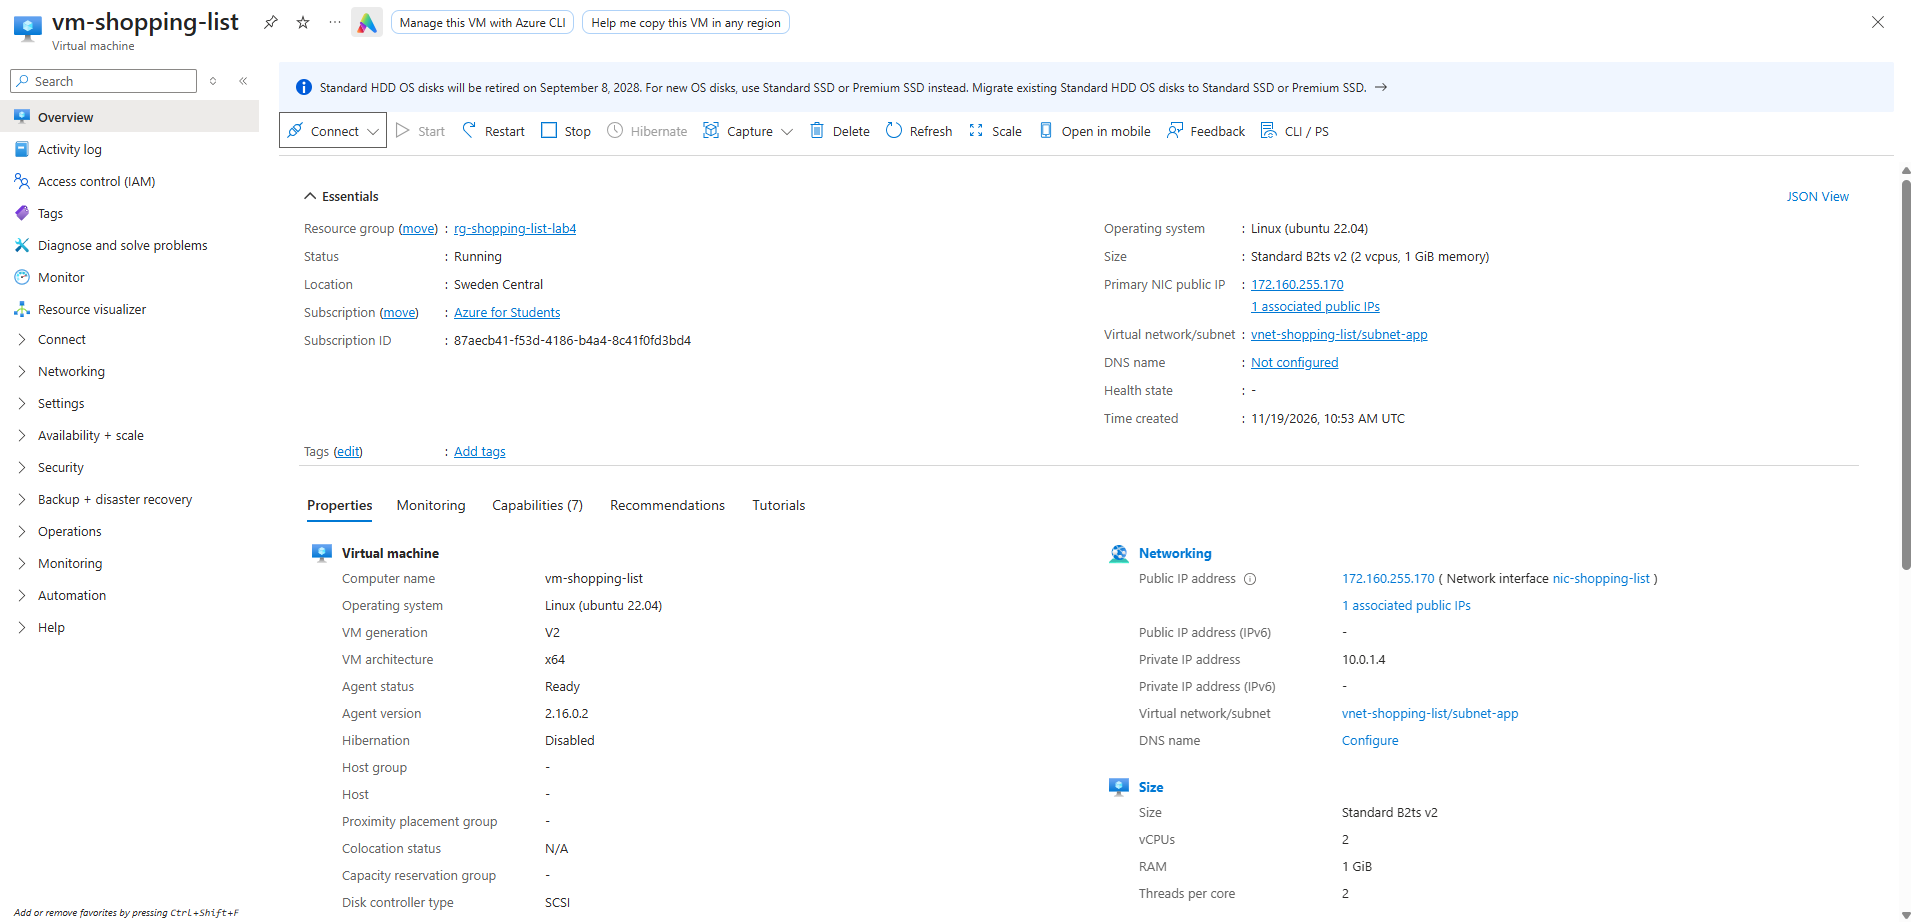 vm-shopping-list
Virtual machine
Manage this VM with Azure CLI
Help me copy this VM in any region
Search
Overview
Activity log
Access control (IAM)
Tags
Diagnose and solve problems
Monitor
Resource visualizer
Connect
Networking
Settings
Availability + scale
Security
Backup + disaster recovery
Operations
Monitoring
Automation
Help
Add or remove favorites by pressing Ctrl+Shift+F
Standard HDD OS disks will be retired on September 8, 2028. For new OS disks, use Standard SSD or Premium SSD instead. Migrate existing Standard HDD OS disks to Standard SSD or Premium SSD.
Connect Start Restart Stop Hibernate Capture Delete Refresh Scale Open in mobile Feedback CLI / PS
Essentials
JSON View
Resource group (move) : rg-shopping-list-lab4
Status : Running
Location : Sweden Central
Subscription (move) : Azure for Students
Subscription ID : 87aecb41-f53d-4186-b4a4-8c41f0fd3bd4
Operating system : Linux (ubuntu 22.04)
Size : Standard B2ts v2 (2 vcpus, 1 GiB memory)
Primary NIC public IP : 172.160.255.170
1 associated public IPs
Virtual network/subnet : vnet-shopping-list/subnet-app
DNS name : Not configured
Health state : -
Time created : 11/19/2026, 10:53 AM UTC
Tags (edit) : Add tags
Properties Monitoring Capabilities (7) Recommendations Tutorials
Virtual machine
Computer name vm-shopping-list
Operating system Linux (ubuntu 22.04)
VM generation V2
VM architecture x64
Agent status Ready
Agent version 2.16.0.2
Hibernation Disabled
Host group -
Host -
Proximity placement group -
Colocation status N/A
Capacity reservation group -
Disk controller type SCSI
Networking
Public IP address 172.160.255.170 ( Network interface nic-shopping-list )
1 associated public IPs
Public IP address (IPv6) -
Private IP address 10.0.1.4
Private IP address (IPv6) -
Virtual network/subnet vnet-shopping-list/subnet-app
DNS name Configure
Size
Size Standard B2ts v2
vCPUs 2
RAM 1 GiB
Threads per core 2